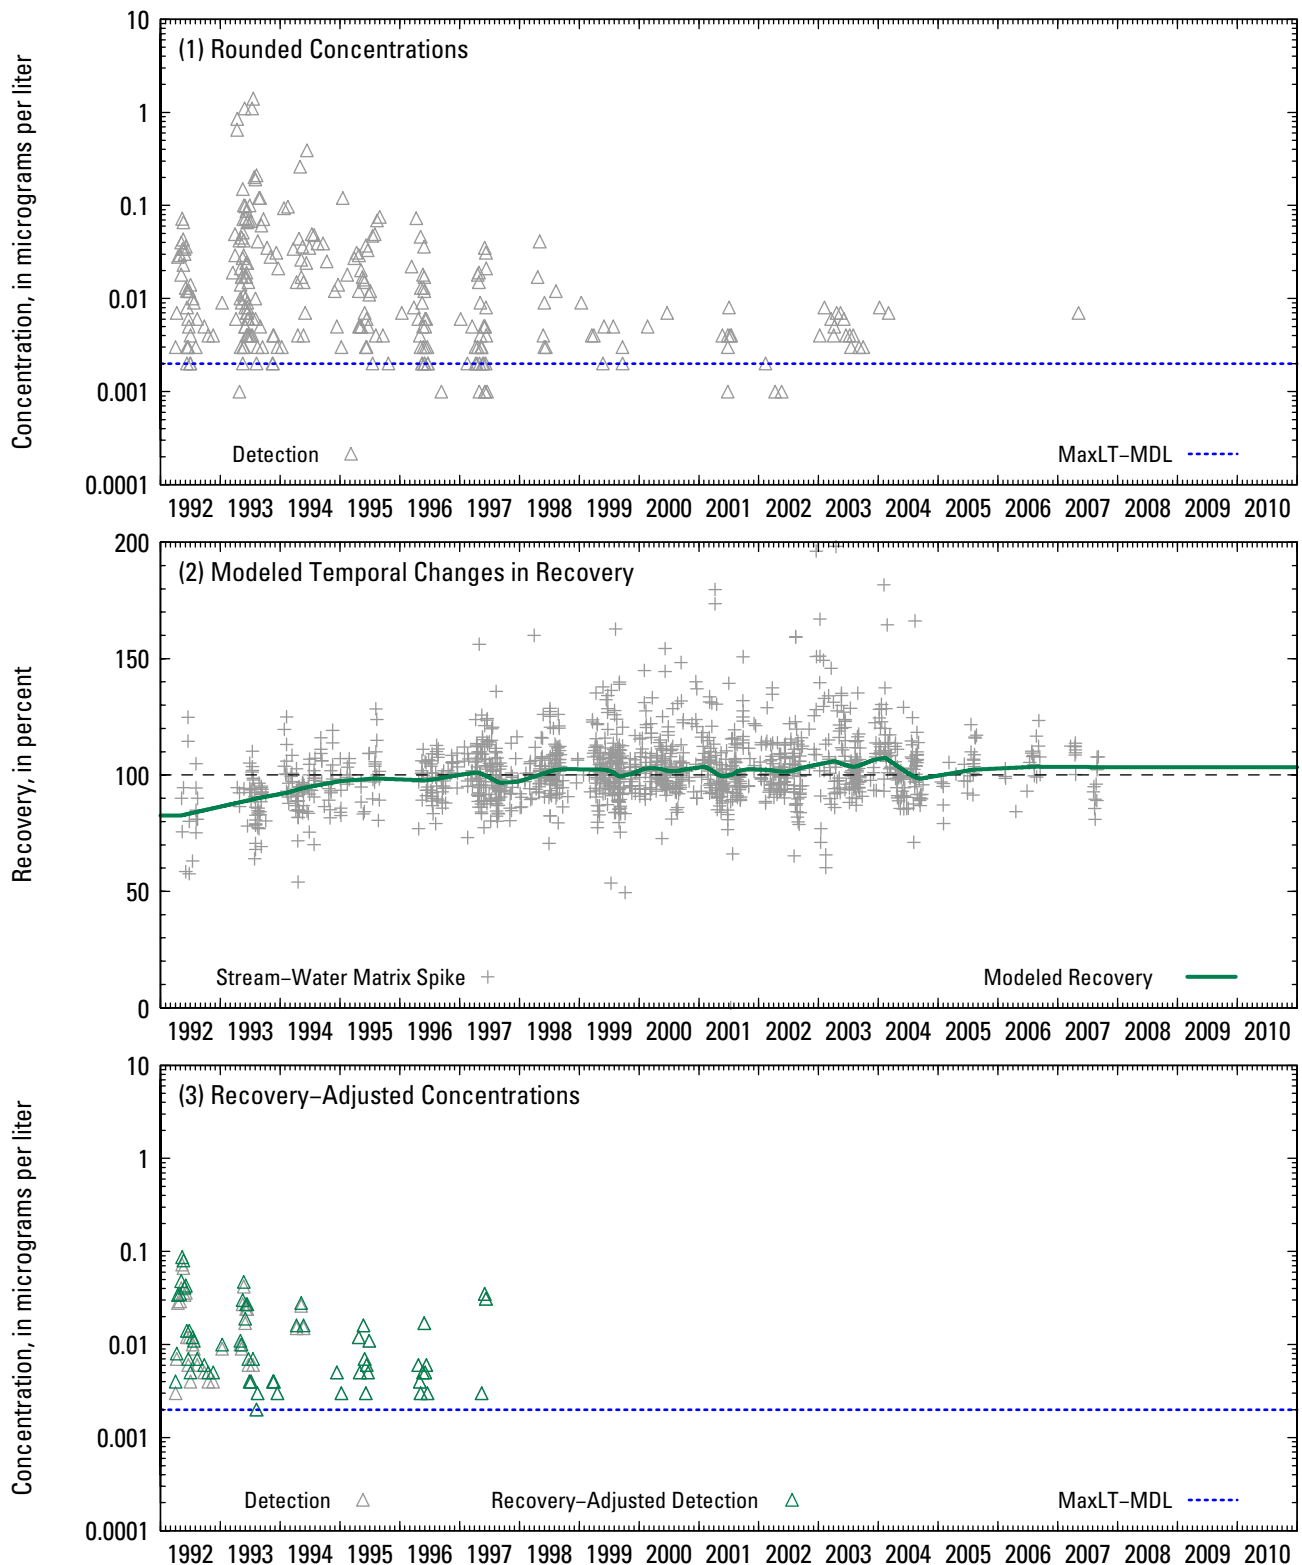 (1) Rounded Concentrations
Concentration, in micrograms per liter
10
1
0.1
0.01
0.001
0.0001
Detection
MaxLT–MDL
1992 1993 1994 1995 1996 1997 1998 1999 2000 2001 2002 2003 2004 2005 2006 2007 2008 2009 2010
(2) Modeled Temporal Changes in Recovery
Recovery, in percent
200
150
100
50
0
Stream–Water Matrix Spike
Modeled Recovery
1992 1993 1994 1995 1996 1997 1998 1999 2000 2001 2002 2003 2004 2005 2006 2007 2008 2009 2010
(3) Recovery–Adjusted Concentrations
Concentration, in micrograms per liter
10
1
0.1
0.01
0.001
0.0001
Detection
Recovery–Adjusted Detection
MaxLT–MDL
1992 1993 1994 1995 1996 1997 1998 1999 2000 2001 2002 2003 2004 2005 2006 2007 2008 2009 2010